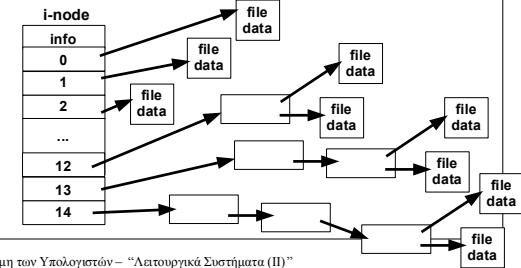 i-node
info
0
1
2
...
12
13
14
file
data
file
data
file
data
file
data
file
data
file
data
file
data
file
data
file
data
μη των Υπολογιστών – “Λειτουργικά Συστήματα (ΙΙ)”